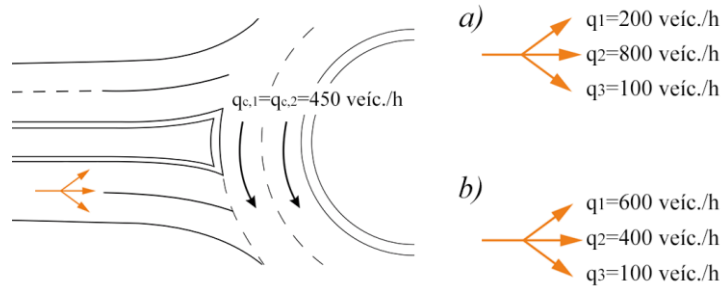 a)
q1=200 veíc./h
q2=800 veíc./h
q3=100 veíc./h
qc,1=qc,2=450 veíc./h
b)
q1=600 veíc./h
q2=400 veíc./h
q3=100 veíc./h